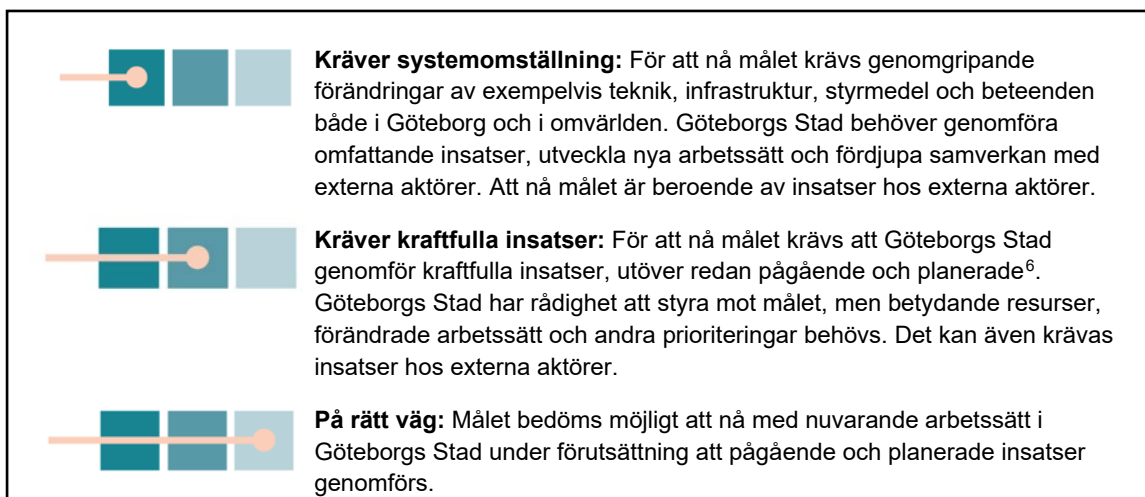 Kräver systemomställning: För att nå målet krävs genomgripande
förändringar av exempelvis teknik, infrastruktur, styrmedel och beteenden
både i Göteborg och i omvärlden. Göteborgs Stad behöver genomföra
omfattande insatser, utveckla nya arbetssätt och fördjupa samverkan med
externa aktörer. Att nå målet är beroende av insatser hos externa aktörer.
Kräver kraftfulla insatser: För att nå målet krävs att Göteborgs Stad
genomför kraftfulla insatser, utöver redan pågående och planerade⁶.
Göteborgs Stad har rådighet att styra mot målet, men betydande resurser,
förändrade arbetssätt och andra prioriteringar behövs. Det kan även krävas
insatser hos externa aktörer.
På rätt väg: Målet bedöms möjligt att nå med nuvarande arbetssätt i
Göteborgs Stad under förutsättning att pågående och planerade insatser
genomförs.